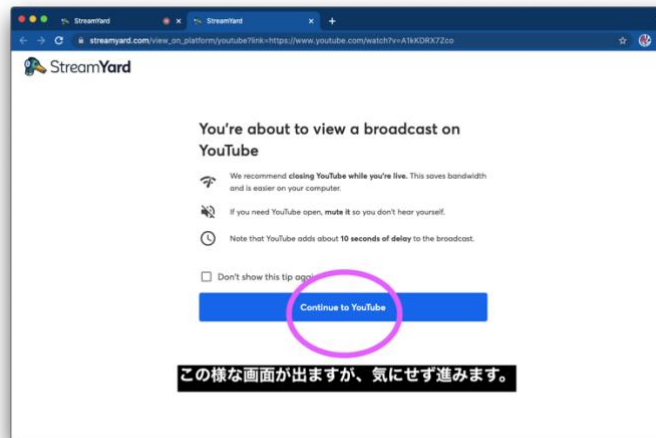 StreamYard
StreamYard
streamyard.com/view_on_platform/youtube?link=https://www.youtube.com/watch?v=A1kKDRX7Zco
StreamYard
You're about to view a broadcast on
YouTube
We recommend closing YouTube while you're live. This saves bandwidth
and is easier on your computer.
If you need YouTube open, mute it so you don't hear yourself.
Note that YouTube adds about 10 seconds of delay to the broadcast.
Don't show this tip again
Continue to YouTube
この様な画面が出ますが、気にせず進みます。